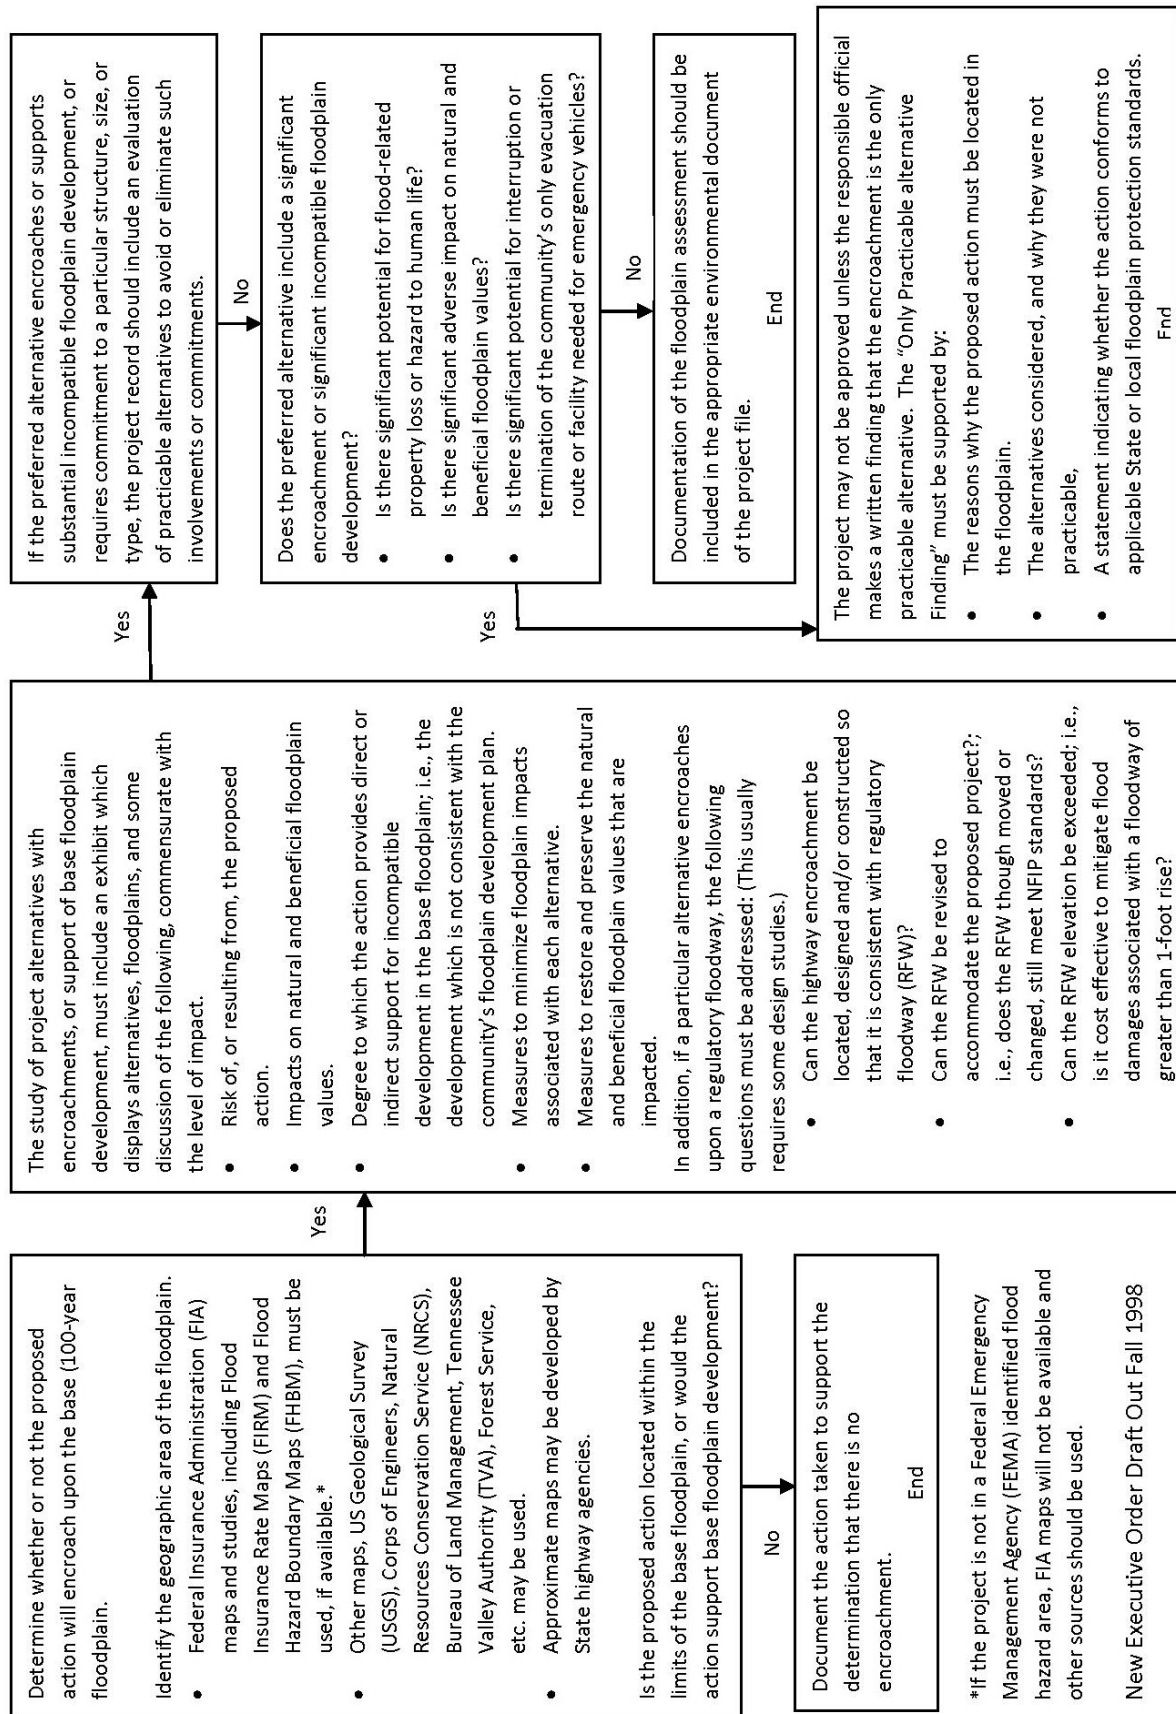 Determine whether or not the proposed
action will encroach upon the base (100-year
floodplain.
Identify the geographic area of the floodplain.
• Federal Insurance Administration (FIA)
maps and studies, including Flood
Insurance Rate Maps (FIRM) and Flood
Hazard Boundary Maps (FHBM), must be
used, if available.*
• Other maps, US Geological Survey
(USGS), Corps of Engineers, Natural
Resources Conservation Service (NRCS),
Bureau of Land Management, Tennessee
Valley Authority (TVA), Forest Service,
etc. may be used.
• Approximate maps may be developed by
State highway agencies.
Is the proposed action located within the
limits of the base floodplain, or would the
action support base floodplain development?
No
Document the action taken to support the
determination that there is no
encroachment.
End
*If the project is not in a Federal Emergency
Management Agency (FEMA) identified flood
hazard area, FIA maps will not be available and
other sources should be used.
New Executive Order Draft Out Fall 1998
Yes
The study of project alternatives with
encroachments, or support of base floodplain
development, must include an exhibit which
displays alternatives, floodplains, and some
discussion of the following, commensurate with
the level of impact.
• Risk of, or resulting from, the proposed
action.
• Impacts on natural and beneficial floodplain
values.
• Degree to which the action provides direct or
indirect support for incompatible
development in the base floodplain; i.e., the
development which is not consistent with the
community's floodplain development plan.
• Measures to minimize floodplain impacts
associated with each alternative.
• Measures to restore and preserve the natural
and beneficial floodplain values that are
impacted.
In addition, if a particular alternative encroaches
upon a regulatory floodway, the following
questions must be addressed: (This usually
requires some design studies.)
• Can the highway encroachment be
located, designed and/or constructed so
that it is consistent with regulatory
floodway (RFW)?
• Can the RFW be revised to
accommodate the proposed project?;
i.e., does the RFW though moved or
changed, still meet NFIP standards?
• Can the RFW elevation be exceeded; i.e.,
is it cost effective to mitigate flood
damages associated with a floodway of
greater than 1-foot rise?
Yes
If the preferred alternative encroaches or supports
substantial incompatible floodplain development, or
requires commitment to a particular structure, size, or
type, the project record should include an evaluation
of practicable alternatives to avoid or eliminate such
involvements or commitments.
No
Does the preferred alternative include a significant
encroachment or significant incompatible floodplain
development?
• Is there significant potential for flood-related
property loss or hazard to human life?
• Is there significant adverse impact on natural and
beneficial floodplain values?
• Is there significant potential for interruption or
termination of the community's only evacuation
route or facility needed for emergency vehicles?
Yes
No
Documentation of the floodplain assessment should be
included in the appropriate environmental document
of the project file.
End
The project may not be approved unless the responsible official
makes a written finding that the encroachment is the only
practicable alternative. The "Only Practicable alternative
Finding" must be supported by:
• The reasons why the proposed action must be located in
the floodplain.
• The alternatives considered, and why they were not
practicable,
• A statement indicating whether the action conforms to
applicable State or local floodplain protection standards.
End